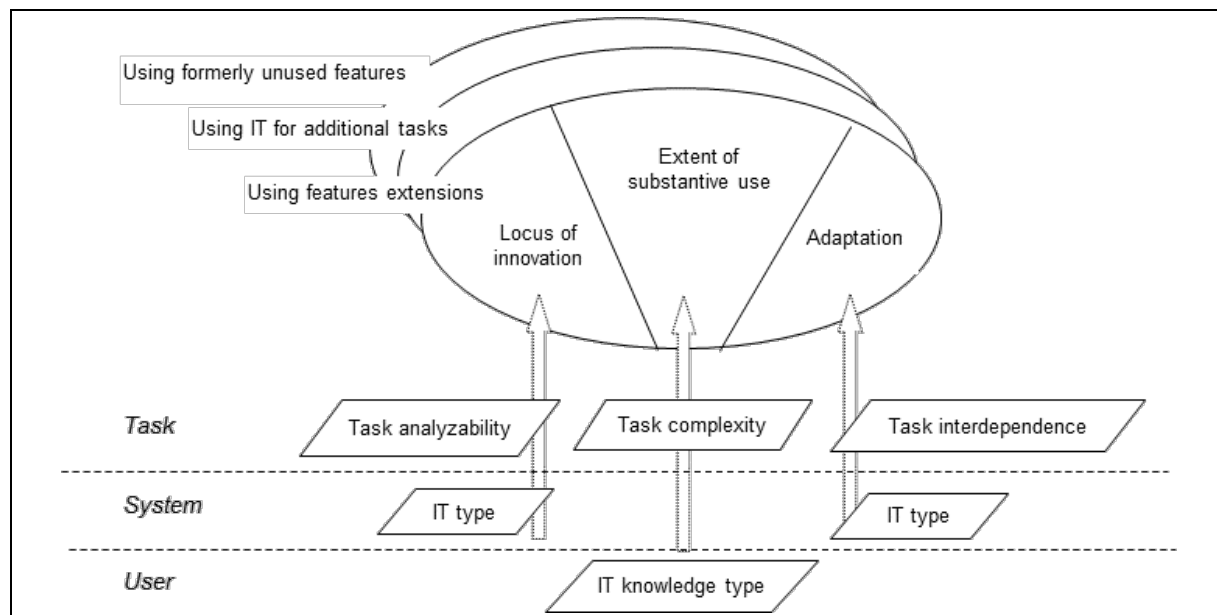 Using formerly unused features
Using IT for additional tasks
Using features extensions
Extent of
substantive use
Locus of
innovation
Adaptation
Task
Task analyzability
Task complexity
Task interdependence
System
IT type
IT type
User
IT knowledge type